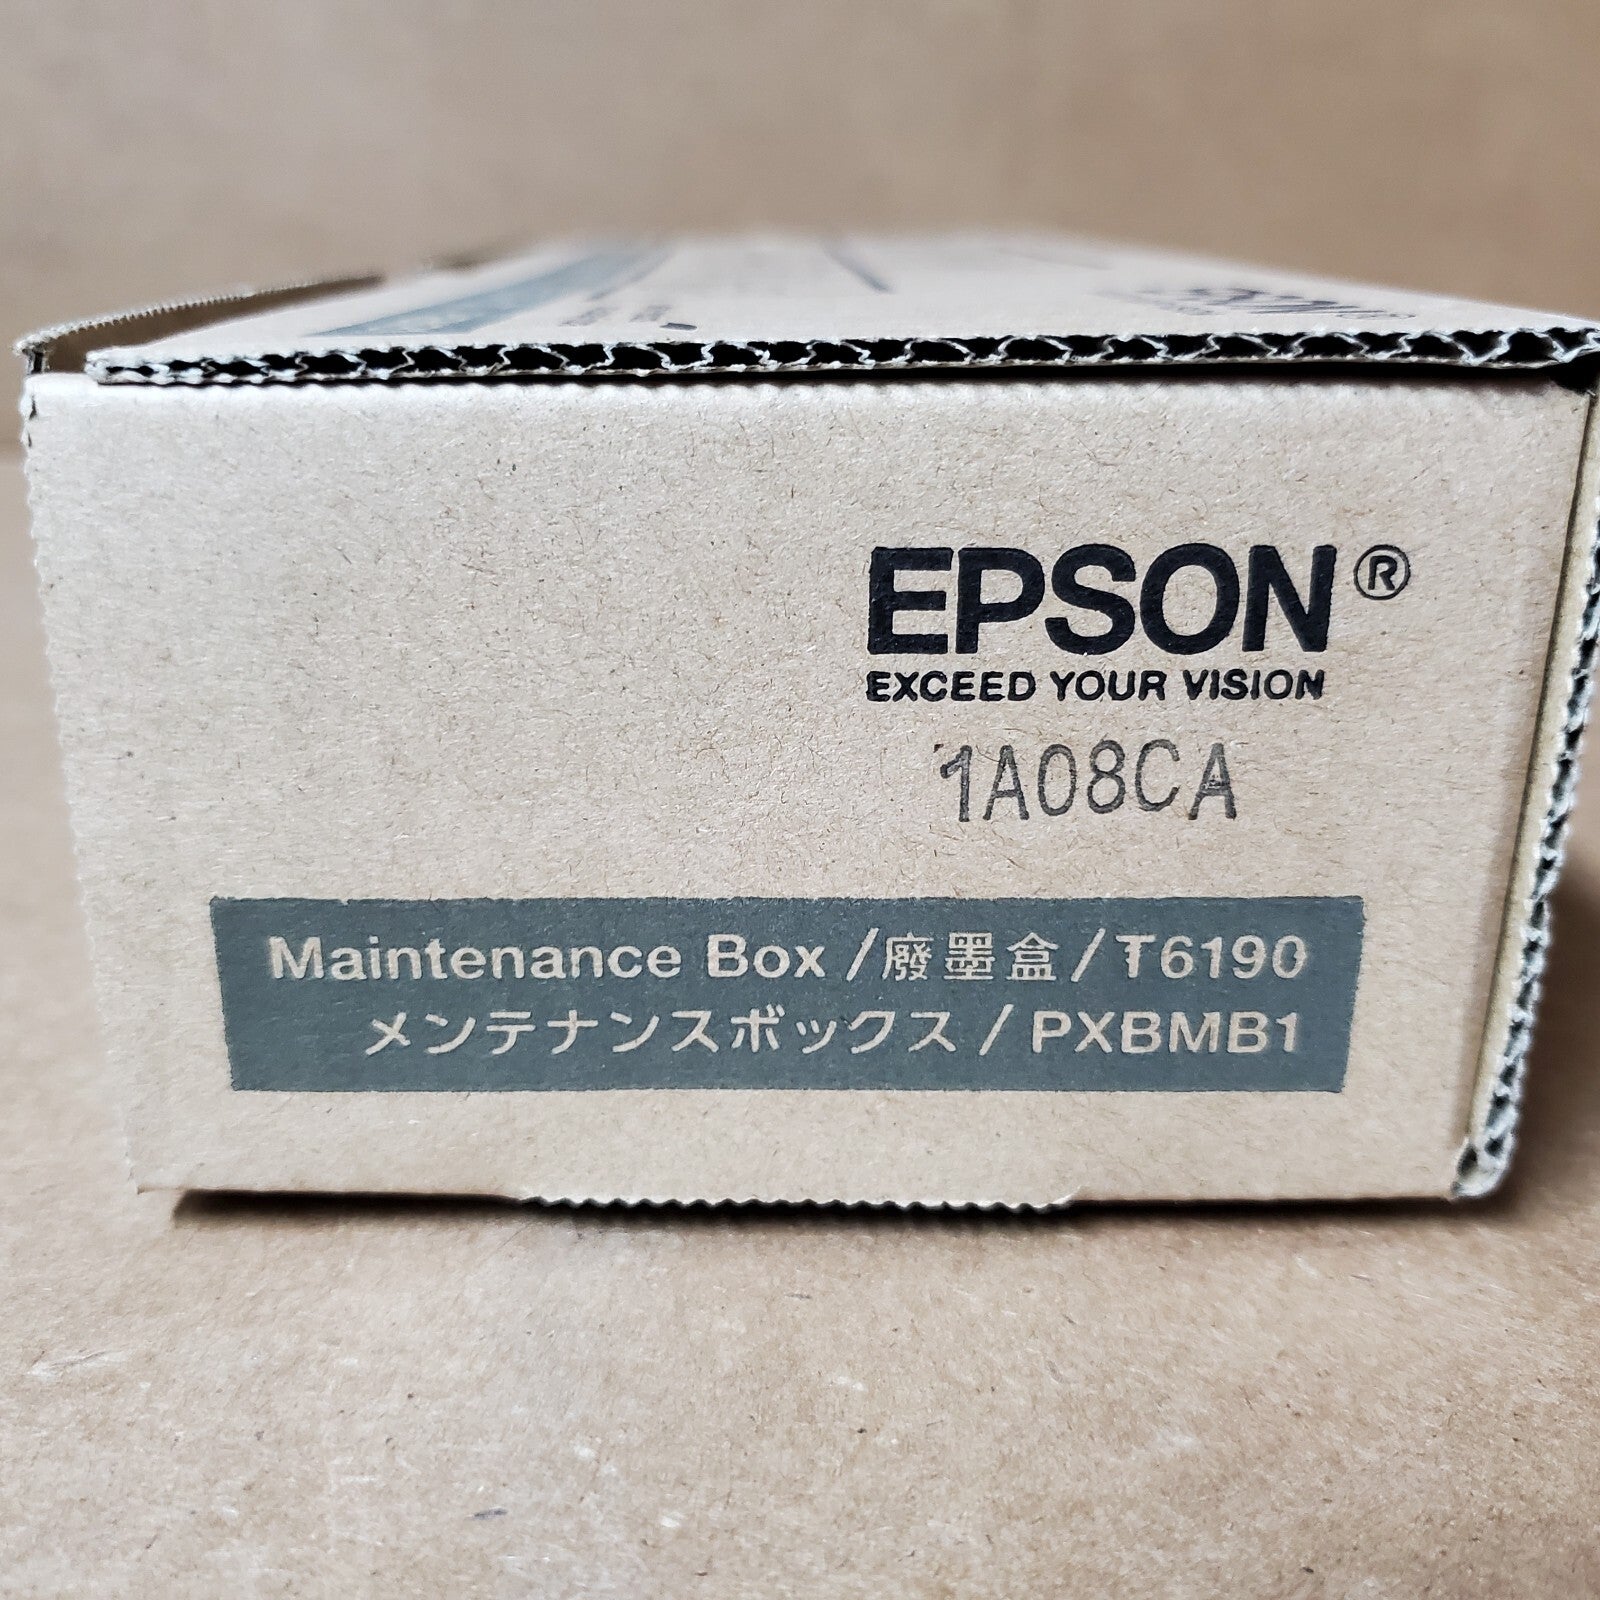 EPSON®
EXCEED YOUR VISION
1A08CA
Maintenance Box / 廢墨盒 / T6190
メンテナンスボックス / PXBMB1